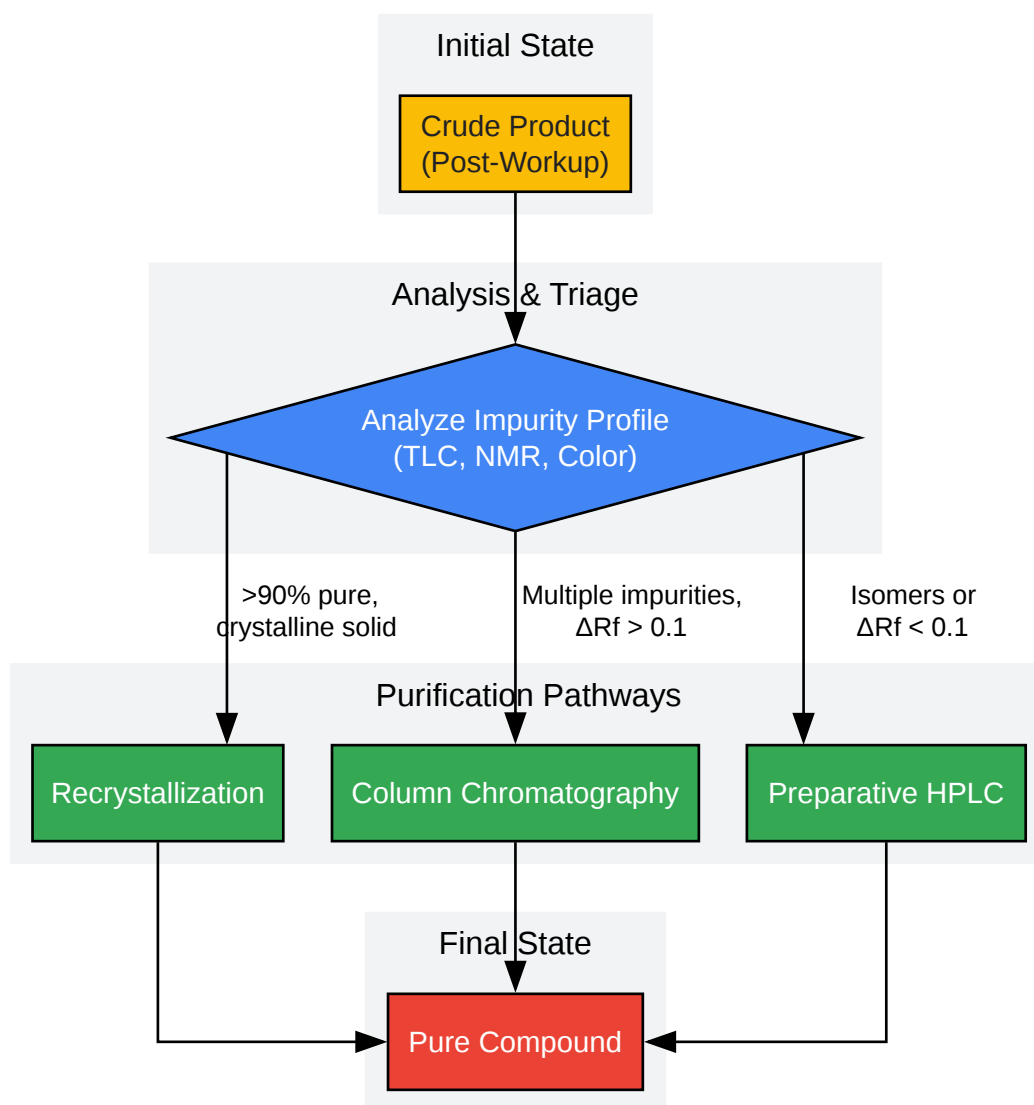 Initial State
Crude Product
(Post-Workup)
Analysis & Triage
Analyze Impurity Profile
(TLC, NMR, Color)
>90% pure,
crystalline solid
Multiple impurities,
ΔRf > 0.1
Isomers or
ΔRf < 0.1
Purification Pathways
Recrystallization
Column Chromatography
Preparative HPLC
Final State
Pure Compound